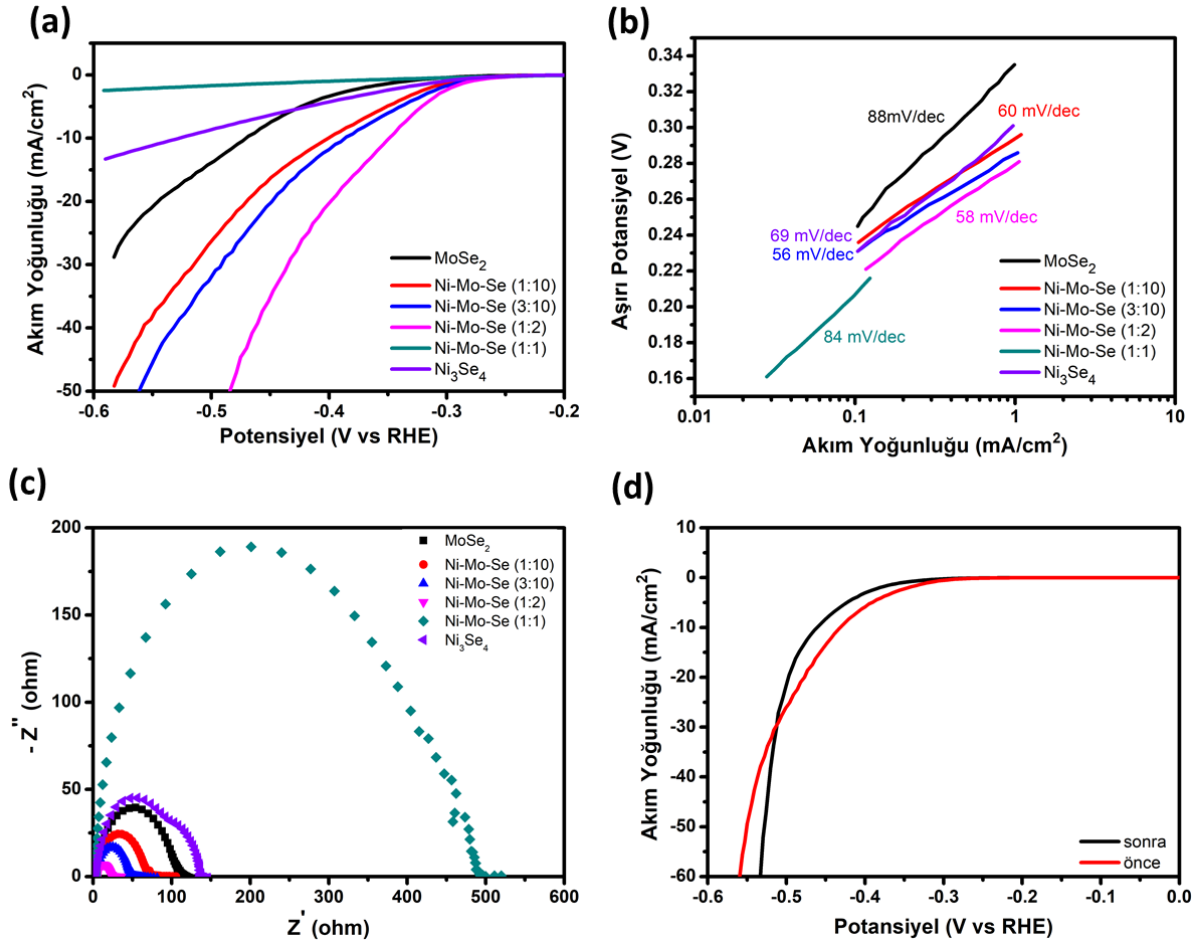 (a)
0
-10
-20
-30
-40
-50
-0.6
-0.5
-0.4
-0.3
-0.2
Akım Yoğunluğu (mA/cm²)
Potensiyel (V vs RHE)
MoSe₂
Ni-Mo-Se (1:10)
Ni-Mo-Se (3:10)
Ni-Mo-Se (1:2)
Ni-Mo-Se (1:1)
Ni₃Se₄
(b)
0.34
0.32
0.30
0.28
0.26
0.24
0.22
0.20
0.18
0.16
0.01
0.1
1
10
Aşırı Potansiyel (V)
Akım Yoğunluğu (mA/cm²)
88mV/dec
60 mV/dec
58 mV/dec
69 mV/dec
56 mV/dec
84 mV/dec
MoSe₂
Ni-Mo-Se (1:10)
Ni-Mo-Se (3:10)
Ni-Mo-Se (1:2)
Ni-Mo-Se (1:1)
Ni₃Se₄
(c)
200
150
100
50
0
0
100
200
300
400
500
600
- Z'' (ohm)
Z' (ohm)
MoSe₂
Ni-Mo-Se (1:10)
Ni-Mo-Se (3:10)
Ni-Mo-Se (1:2)
Ni-Mo-Se (1:1)
Ni₃Se₄
(d)
10
0
-10
-20
-30
-40
-50
-60
-0.6
-0.5
-0.4
-0.3
-0.2
-0.1
0.0
Akım Yoğunluğu (mA/cm²)
Potansiyel (V vs RHE)
sonra
önce